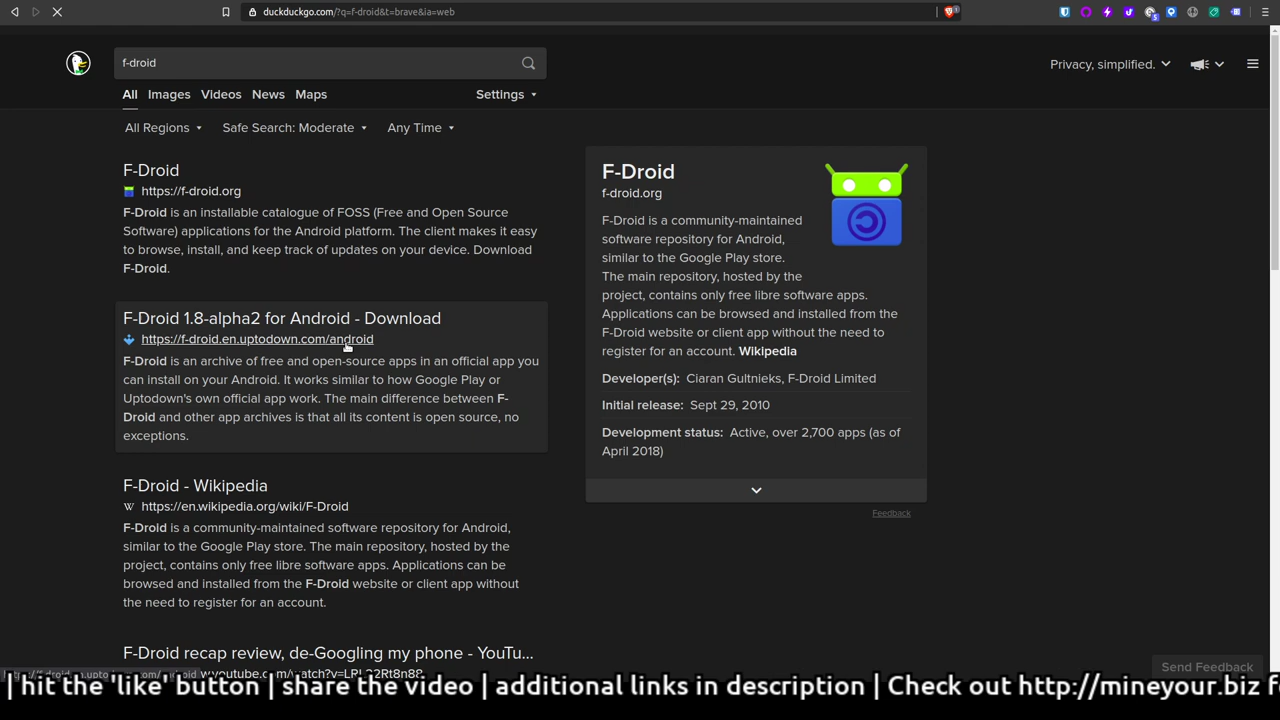 duckduckgo.com/?q=f-droid&t=brave&ia=web
1
5
f-droid
Privacy, simplified.
All Images Videos News Maps
Settings
All Regions
Safe Search: Moderate
Any Time
F-Droid
https://f-droid.org
F-Droid is an installable catalogue of FOSS (Free and Open Source
Software) applications for the Android platform. The client makes it easy
to browse, install, and keep track of updates on your device. Download
F-Droid.
F-Droid 1.8-alpha2 for Android - Download
https://f-droid.en.uptodown.com/android
F-Droid is an archive of free and open-source apps in an official app you
can install on your Android. It works similar to how Google Play or
Uptodown's own official app work. The main difference between F-
Droid and other app archives is that all its content is open source, no
exceptions.
F-Droid - Wikipedia
W https://en.wikipedia.org/wiki/F-Droid
F-Droid is a community-maintained software repository for Android,
similar to the Google Play store. The main repository, hosted by the
project, contains only free libre software apps. Applications can be
browsed and installed from the F-Droid website or client app without
the need to register for an account.
F-Droid recap review, de-Googling my phone - YouTu...
F-Droid
f-droid.org
F-Droid is a community-maintained
software repository for Android,
similar to the Google Play store.
The main repository, hosted by the
project, contains only free libre software apps.
Applications can be browsed and installed from the
F-Droid website or client app without the need to
register for an account. Wikipedia
Developer(s): Ciaran Gultnieks, F-Droid Limited
Initial release: Sept 29, 2010
Development status: Active, over 2,700 apps (as of
April 2018)
Feedback
Send Feedback
| hit the 'like' button | share the video | additional links in description | Check out http://mineyour.biz